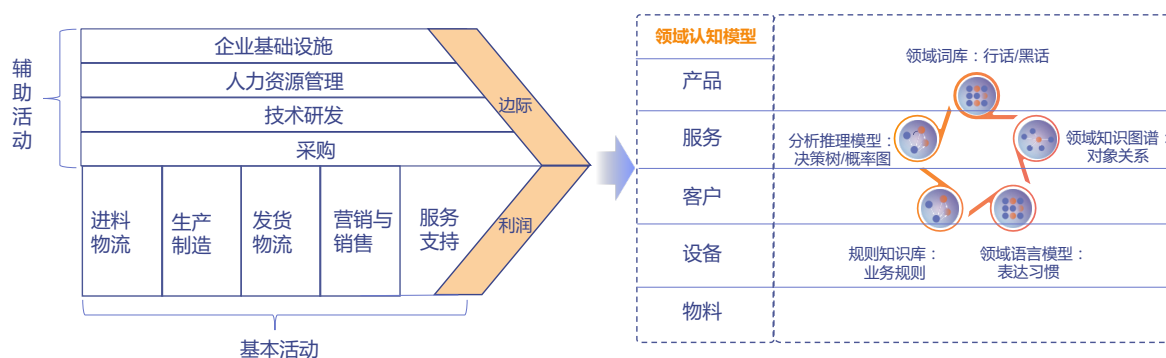 辅
助
活
动
企业基础设施
人力资源管理
技术研发
采购
进料
物流
生产
制造
发货
物流
营销与
销售
服务
支持
边际
利润
基本活动
领域认知模型
产品
服务
客户
设备
物料
领域词库：行话/黑话
分析推理模型：
决策树/概率图
领域知识图谱：
对象关系
规则知识库：
业务规则
领域语言模型：
表达习惯